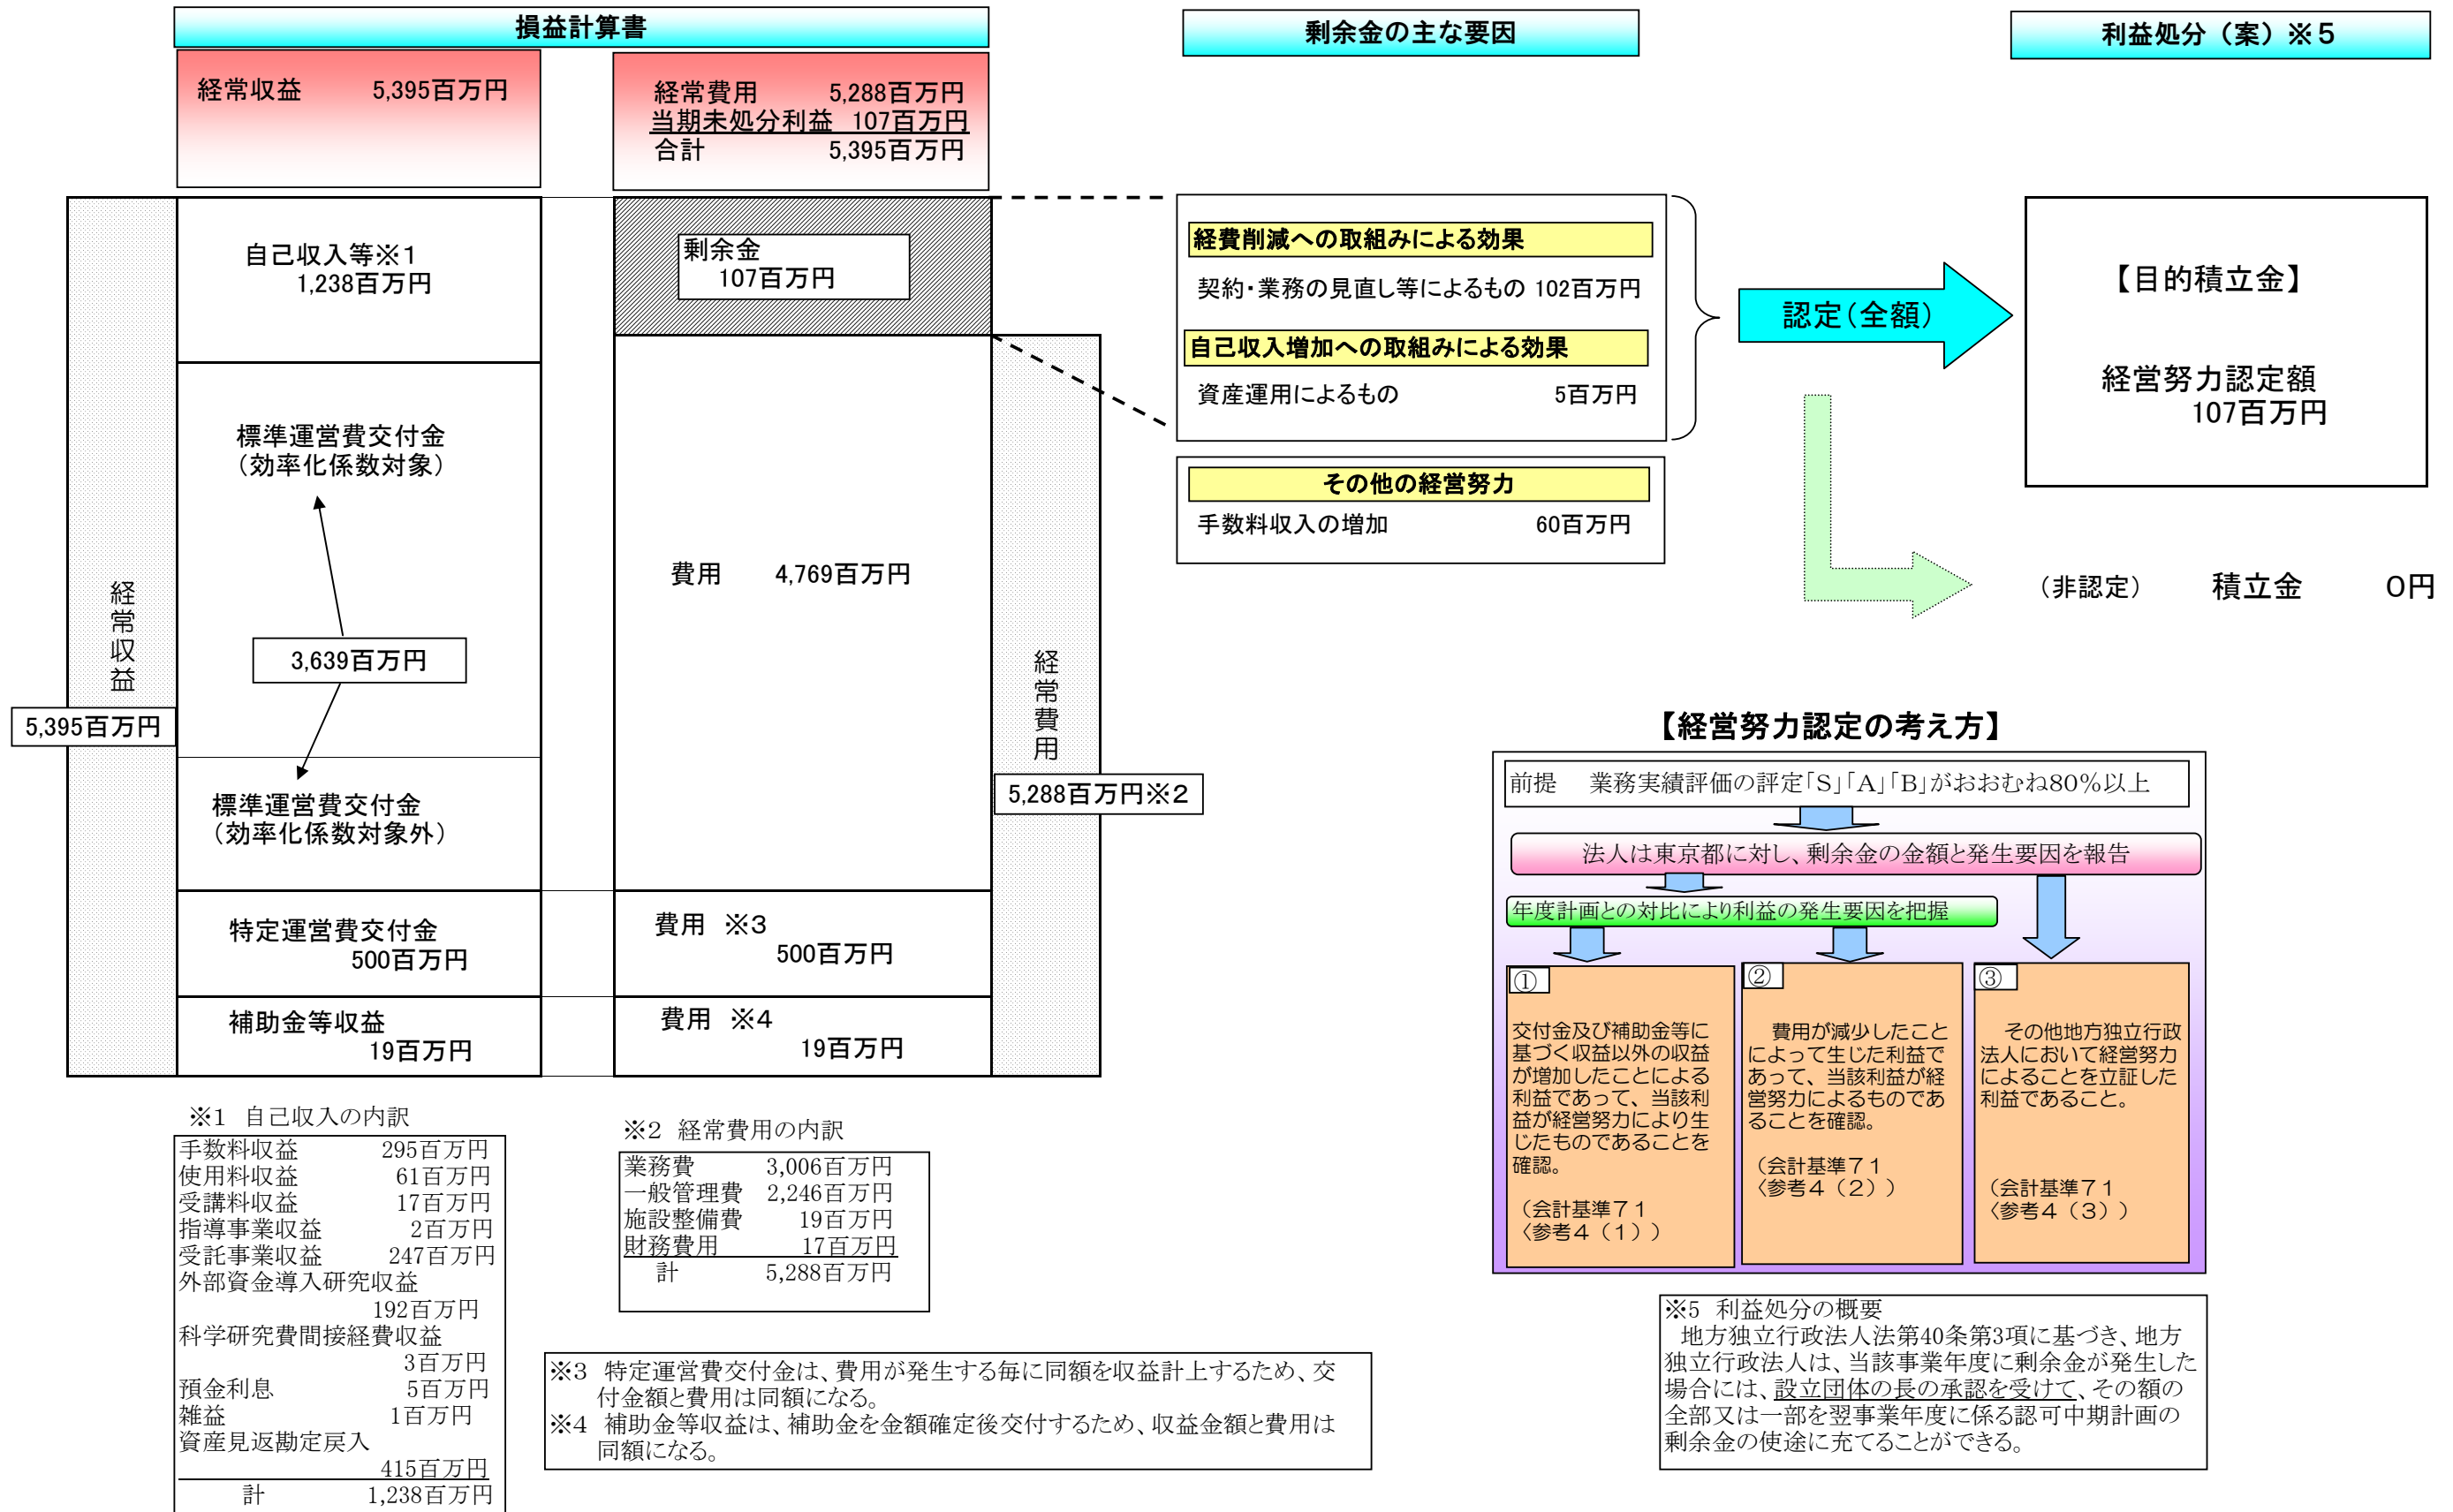 損益計算書
剰余金の主な要因
利益処分（案）※５
経常収益　5,395百万円
経常費用　5,288百万円
当期未処分利益　107百万円
合計　5,395百万円
経常収益
5,395百万円
自己収入等※１
1,238百万円
標準運営費交付金
（効率化係数対象）
3,639百万円
標準運営費交付金
（効率化係数対象外）
特定運営費交付金
500百万円
補助金等収益
19百万円
剰余金
107百万円
費用　4,769百万円
費用　※３
500百万円
費用　※４
19百万円
経常費用
5,288百万円※２
経費削減への取組みによる効果
契約・業務の見直し等によるもの 102百万円
自己収入増加への取組みによる効果
資産運用によるもの　5百万円
その他の経営努力
手数料収入の増加　60百万円
認定（全額）
【目的積立金】
経営努力認定額
107百万円
（非認定）　積立金　０円
【経営努力認定の考え方】
前提　業務実績評価の評定「S」「A」「B」がおおむね80％以上
法人は東京都に対し、剰余金の金額と発生要因を報告
年度計画との対比により利益の発生要因を把握
①
交付金及び補助金等に
基づく収益以外の収益
が増加したことによる
利益であって、当該利
益が経営努力により生
じたものであることを
確認。
（会計基準７１
〈参考４（１））
②
費用が減少したこと
によって生じた利益で
あって、当該利益が経
営努力によるものであ
ることを確認。
（会計基準７１
〈参考４（２））
③
その他地方独立行政
法人において経営努力
によることを立証した
利益であること。
（会計基準７１
〈参考４（３））
※1　自己収入の内訳
手数料収益　295百万円
使用料収益　61百万円
受講料収益　17百万円
指導事業収益　2百万円
受託事業収益　247百万円
外部資金導入研究収益
192百万円
科学研究費間接経費収益
3百万円
預金利息　5百万円
雑益　1百万円
資産見返勘定戻入
415百万円
計　1,238百万円
※2　経常費用の内訳
業務費　3,006百万円
一般管理費　2,246百万円
施設整備費　19百万円
財務費用　17百万円
計　5,288百万円
※3　特定運営費交付金は、費用が発生する毎に同額を収益計上するため、交
付金額と費用は同額になる。
※4　補助金等収益は、補助金を金額確定後交付するため、収益金額と費用は
同額になる。
※5　利益処分の概要
地方独立行政法人法第40条第3項に基づき、地方
独立行政法人は、当該事業年度に剰余金が発生した
場合には、設立団体の長の承認を受けて、その額の
全部又は一部を翌事業年度に係る認可中期計画の
剰余金の使途に充てることができる。